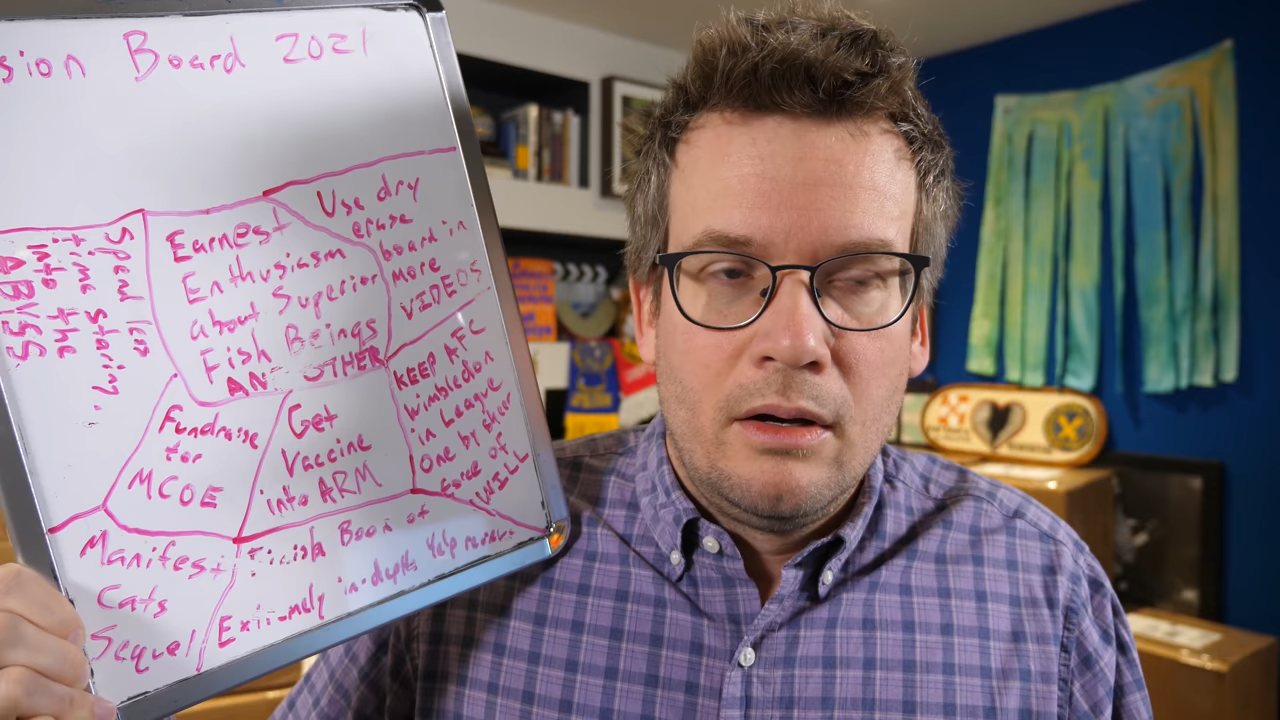 sion Board 2021
Spend less
time staring
into the
ABYSS
Earnest
Enthusiasm
about Superior
Fish Beings
AND OTHER
Use dry
erase
board in
more
VIDEOS
KEEP AFC
Wimbledon
in League
one by sheer
force of
WILL
Fundraise
for
MCOE
Get
Vaccine
into ARM
Manifest
Cats
Sequel
Finish Book of
Extremely in-depth Yelp reviews